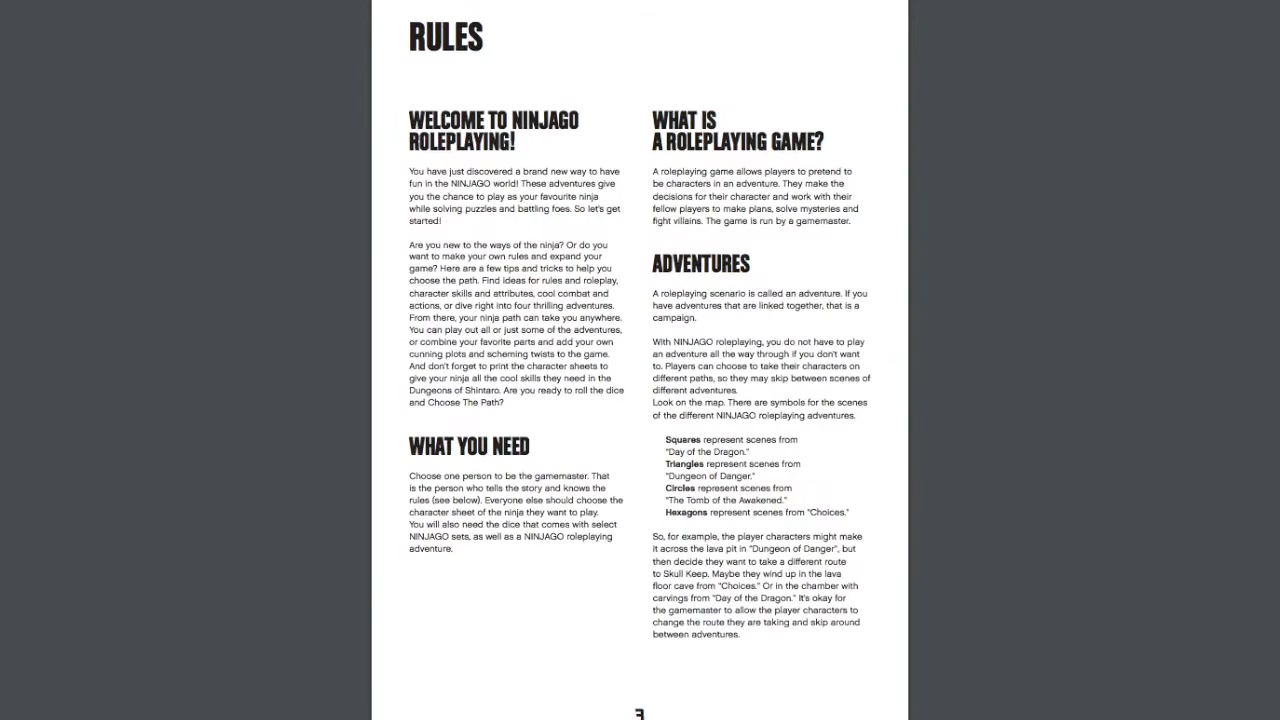 RULES
WELCOME TO NINJAGO
ROLEPLAYING!
You have just discovered a brand new way to have
fun in the NINJAGO world! These adventures give
you the chance to play as your favourite ninja
while solving puzzles and battling foes. So let's get
started!
Are you new to the ways of the ninja? Or do you
want to make your own rules and expand your
game? Here are a few tips and tricks to help you
choose the path. Find ideas for rules and roleplay,
character skills and attributes, cool combat and
actions, or dive right into four thrilling adventures.
From there, your ninja path can take you anywhere.
You can play out all or just some of the adventures,
or combine your favorite parts and add your own
cunning plots and scheming twists to the game.
And don't forget to print the character sheets to
give your ninja all the cool skills they need in the
Dungeons of Shintaro. Are you ready to roll the dice
and Choose The Path?
WHAT YOU NEED
Choose one person to be the gamemaster. That
is the person who tells the story and knows the
rules (see below). Everyone else should choose the
character sheet of the ninja they want to play.
You will also need the dice that comes with select
NINJAGO sets, as well as a NINJAGO roleplaying
adventure.
WHAT IS
A ROLEPLAYING GAME?
A roleplaying game allows players to pretend to
be characters in an adventure. They make the
decisions for their character and work with their
fellow players to make plans, solve mysteries and
fight villains. The game is run by a gamemaster.
ADVENTURES
A roleplaying scenario is called an adventure. If you
have adventures that are linked together, that is a
campaign.
With NINJAGO roleplaying, you do not have to play
an adventure all the way through if you don't want
to. Players can choose to take their characters on
different paths, so they may skip between scenes of
different adventures.
Look on the map. There are symbols for the scenes
of the different NINJAGO roleplaying adventures.
Squares represent scenes from
"Day of the Dragon."
Triangles represent scenes from
"Dungeon of Danger."
Circles represent scenes from
"The Tomb of the Awakened."
Hexagons represent scenes from "Choices."
So, for example, the player characters might make
it across the lava pit in "Dungeon of Danger", but
then decide they want to take a different route
to Skull Keep. Maybe they wind up in the lava
floor cave from "Choices." Or in the chamber with
carvings from "Day of the Dragon." It's okay for
the gamemaster to allow the player characters to
change the route they are taking and skip around
between adventures.
3